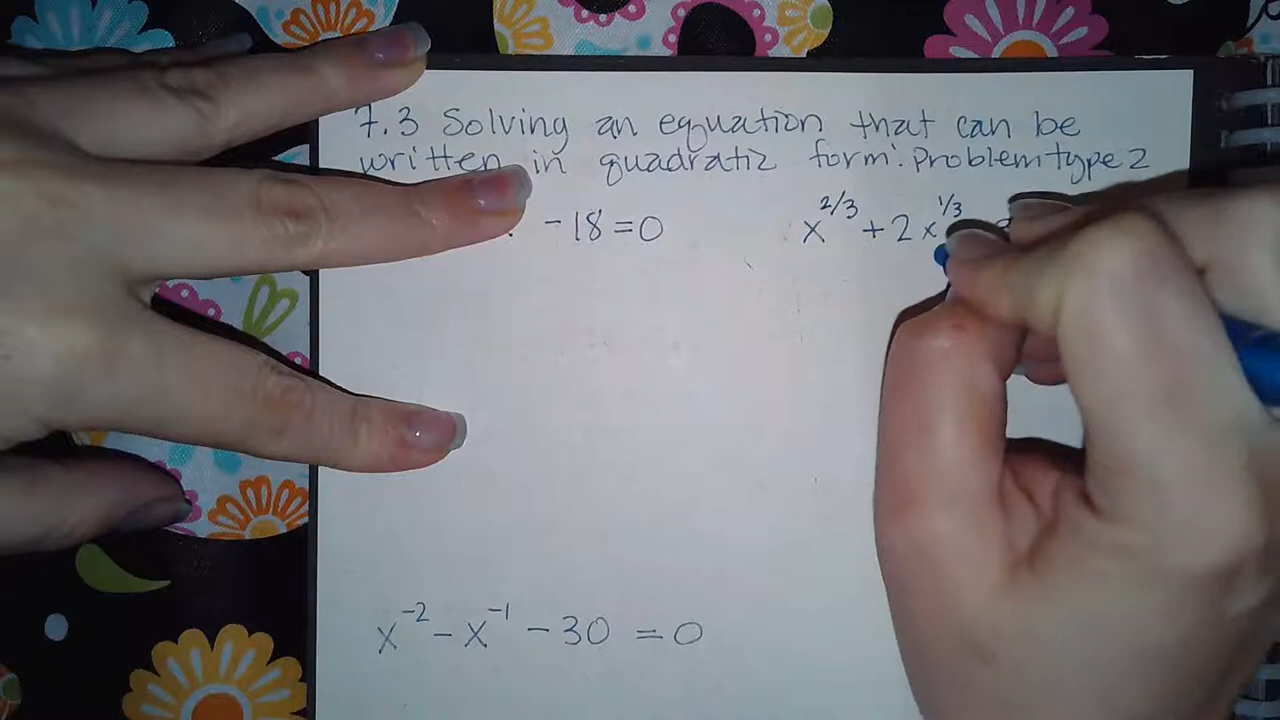 7.3 Solving an equation that can be
written in quadratic form: Problem type 2
-18=0
x^2/3 + 2x^1/3
x^-2 - x^-1 - 30 = 0